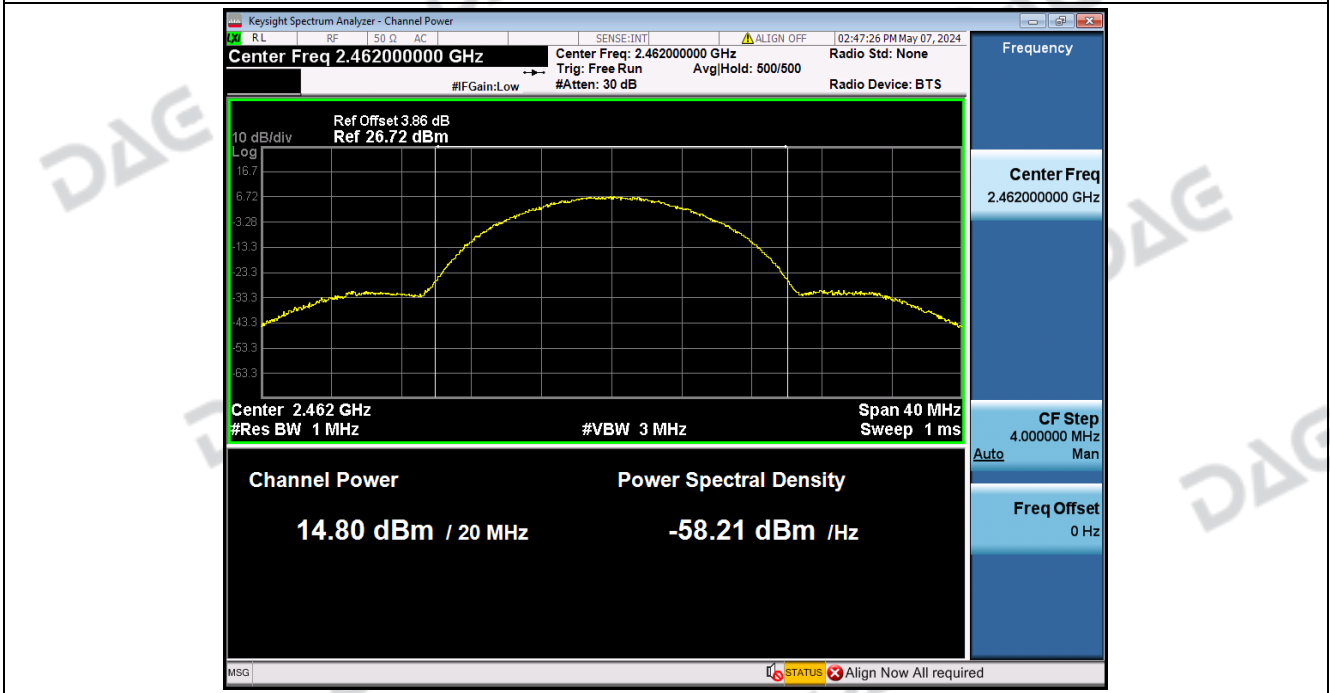 Keysight Spectrum Analyzer - Channel Power
LXI RL RF 50 Ω AC SENSE:INT ALIGN OFF 02:47:26 PM May 07, 2024
Center Freq 2.462000000 GHz
Center Freq: 2.462000000 GHz Radio Std: None
Trig: Free Run Avg|Hold: 500/500
#IFGain:Low #Atten: 30 dB Radio Device: BTS
Ref Offset 3.86 dB
10 dB/div Ref 26.72 dBm
Log
16.7
6.72
-3.28
-13.3
-23.3
-33.3
-43.3
-53.3
-63.3
Center 2.462 GHz Span 40 MHz
#Res BW 1 MHz #VBW 3 MHz Sweep 1 ms
Channel Power Power Spectral Density
14.80 dBm / 20 MHz -58.21 dBm /Hz
Frequency
Center Freq
2.462000000 GHz
CF Step
4.000000 MHz
Auto Man
Freq Offset
0 Hz
MSG STATUS Align Now All required
DAG
DAG
DAG